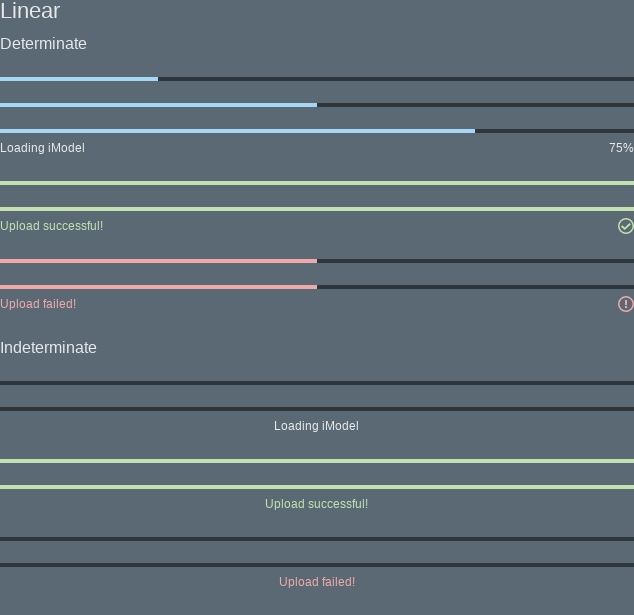 Linear
Determinate
Loading iModel 75%
Upload successful!
Upload failed!
Indeterminate
Loading iModel
Upload successful!
Upload failed!